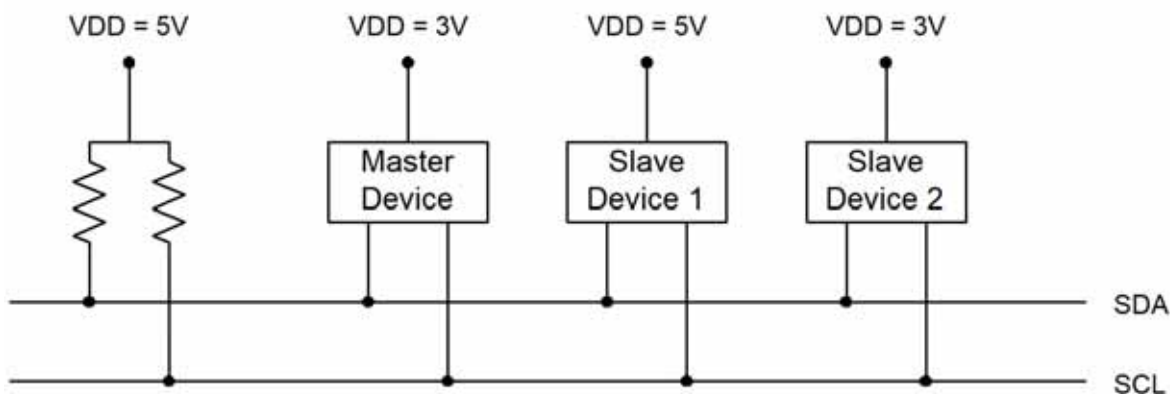 VDD = 5V
VDD = 3V
VDD = 5V
VDD = 3V
Master
Device
Slave
Device 1
Slave
Device 2
SDA
SCL